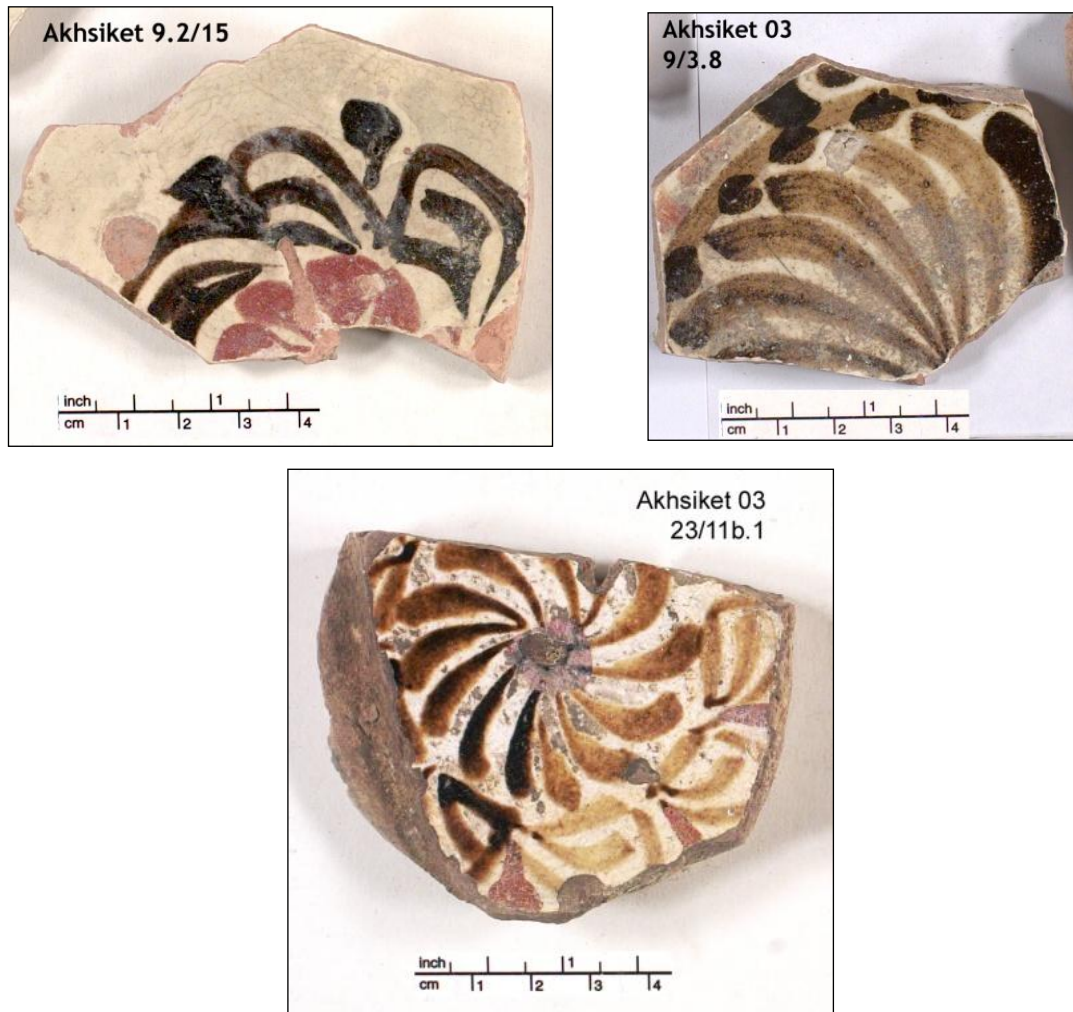 Akhsiket 9.2/15
inch 1
cm 1 2 3 4
Akhsiket 03
9/3.8
inch 1
cm 1 2 3 4
Akhsiket 03
23/11b.1
inch 1
cm 1 2 3 4